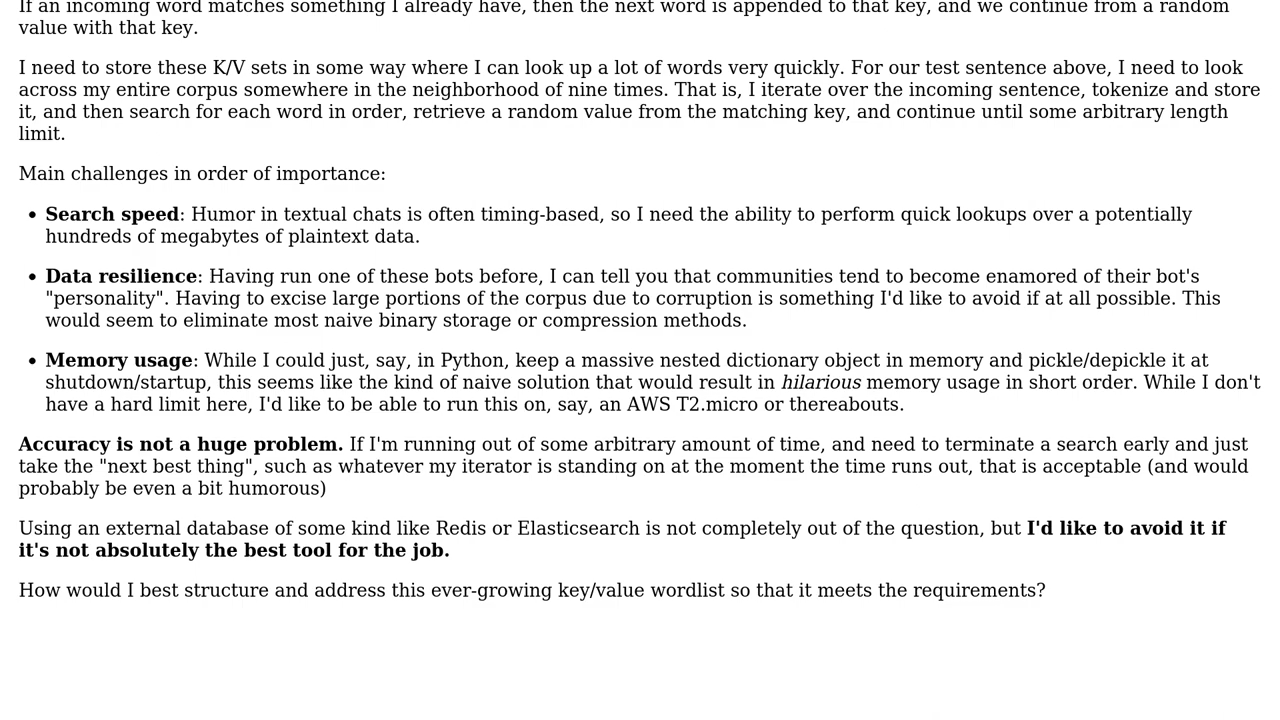 If an incoming word matches something I already have, then the next word is appended to that key, and we continue from a random
value with that key.
I need to store these K/V sets in some way where I can look up a lot of words very quickly. For our test sentence above, I need to look
across my entire corpus somewhere in the neighborhood of nine times. That is, I iterate over the incoming sentence, tokenize and store
it, and then search for each word in order, retrieve a random value from the matching key, and continue until some arbitrary length
limit.
Main challenges in order of importance:
• Search speed: Humor in textual chats is often timing-based, so I need the ability to perform quick lookups over a potentially
hundreds of megabytes of plaintext data.
• Data resilience: Having run one of these bots before, I can tell you that communities tend to become enamored of their bot's
"personality". Having to excise large portions of the corpus due to corruption is something I'd like to avoid if at all possible. This
would seem to eliminate most naive binary storage or compression methods.
• Memory usage: While I could just, say, in Python, keep a massive nested dictionary object in memory and pickle/depickle it at
shutdown/startup, this seems like the kind of naive solution that would result in hilarious memory usage in short order. While I don't
have a hard limit here, I'd like to be able to run this on, say, an AWS T2.micro or thereabouts.
Accuracy is not a huge problem. If I'm running out of some arbitrary amount of time, and need to terminate a search early and just
take the "next best thing", such as whatever my iterator is standing on at the moment the time runs out, that is acceptable (and would
probably be even a bit humorous)
Using an external database of some kind like Redis or Elasticsearch is not completely out of the question, but I'd like to avoid it if
it's not absolutely the best tool for the job.
How would I best structure and address this ever-growing key/value wordlist so that it meets the requirements?